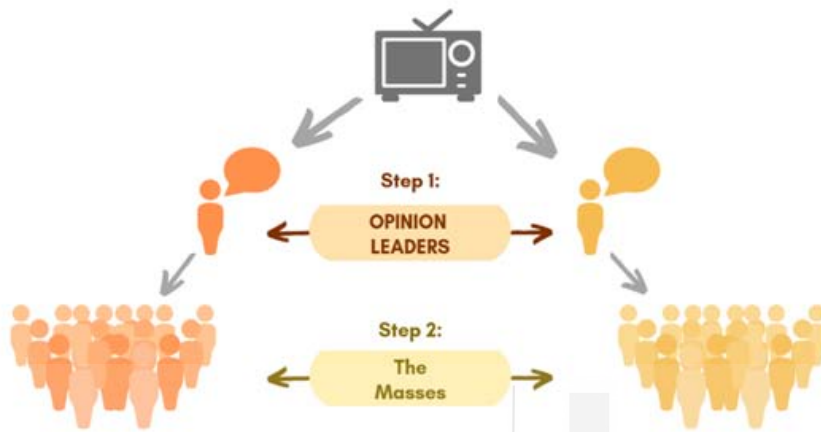 Step 1:
OPINION
LEADERS
Step 2:
The
Masses